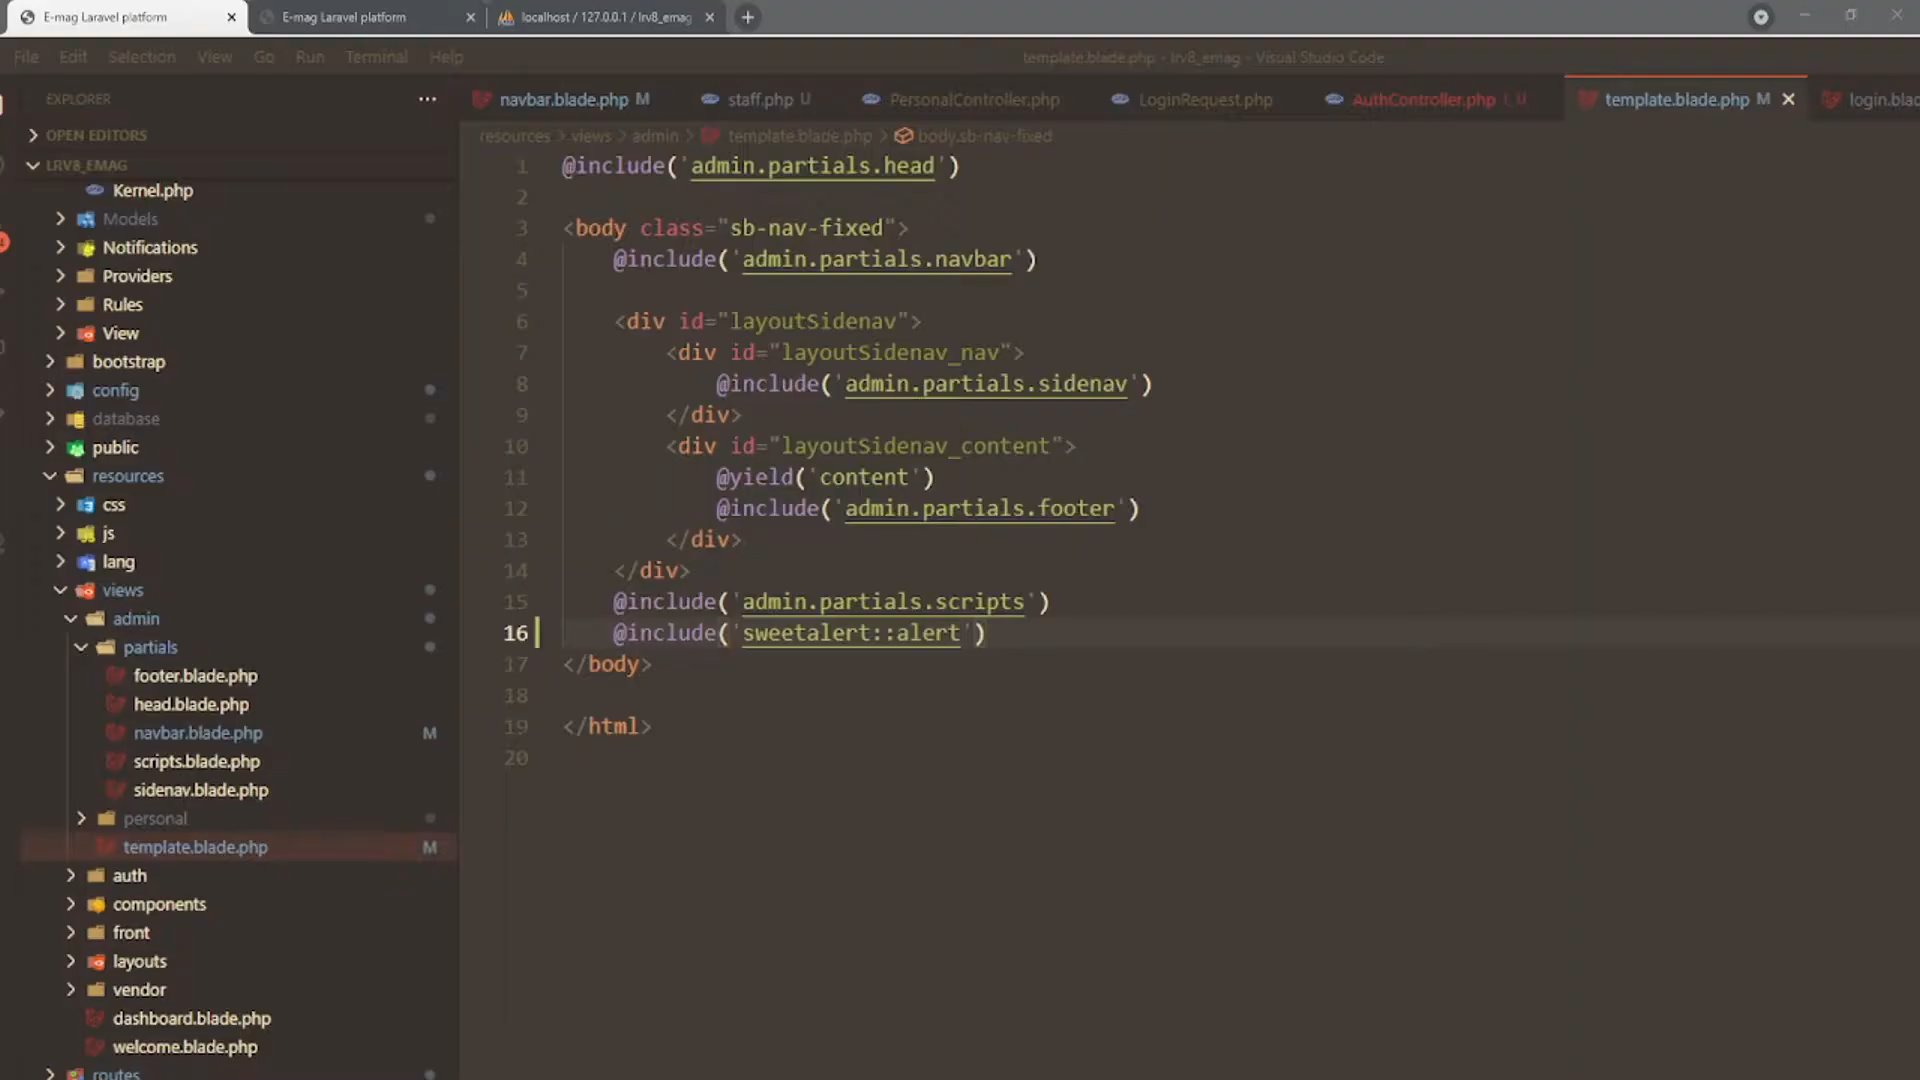 E-mag Laravel platform
E-mag Laravel platform
localhost / 127.0.0.1 / lrv8_emag
File Edit Selection View Go Run Terminal Help
template.blade.php - lrv8_emag - Visual Studio Code
EXPLORER
OPEN EDITORS
LRV8_EMAG
Kernel.php
Models
Notifications
Providers
Rules
View
bootstrap
config
database
public
resources
css
js
lang
views
admin
partials
footer.blade.php
head.blade.php
navbar.blade.php M
scripts.blade.php
sidenav.blade.php
personal
template.blade.php M
auth
components
front
layouts
vendor
dashboard.blade.php
welcome.blade.php
routes
navbar.blade.php M
staff.php U
PersonalController.php
LoginRequest.php
AuthController.php
template.blade.php M
resources > views > admin > template.blade.php > body.sb-nav-fixed
1 @include('admin.partials.head')
2
3 <body class="sb-nav-fixed">
4 @include('admin.partials.navbar')
5
6 <div id="layoutSidenav">
7 <div id="layoutSidenav_nav">
8 @include('admin.partials.sidenav')
9 </div>
10 <div id="layoutSidenav_content">
11 @yield('content')
12 @include('admin.partials.footer')
13 </div>
14 </div>
15 @include('admin.partials.scripts')
16 @include('sweetalert::alert')
17 </body>
18
19 </html>
20